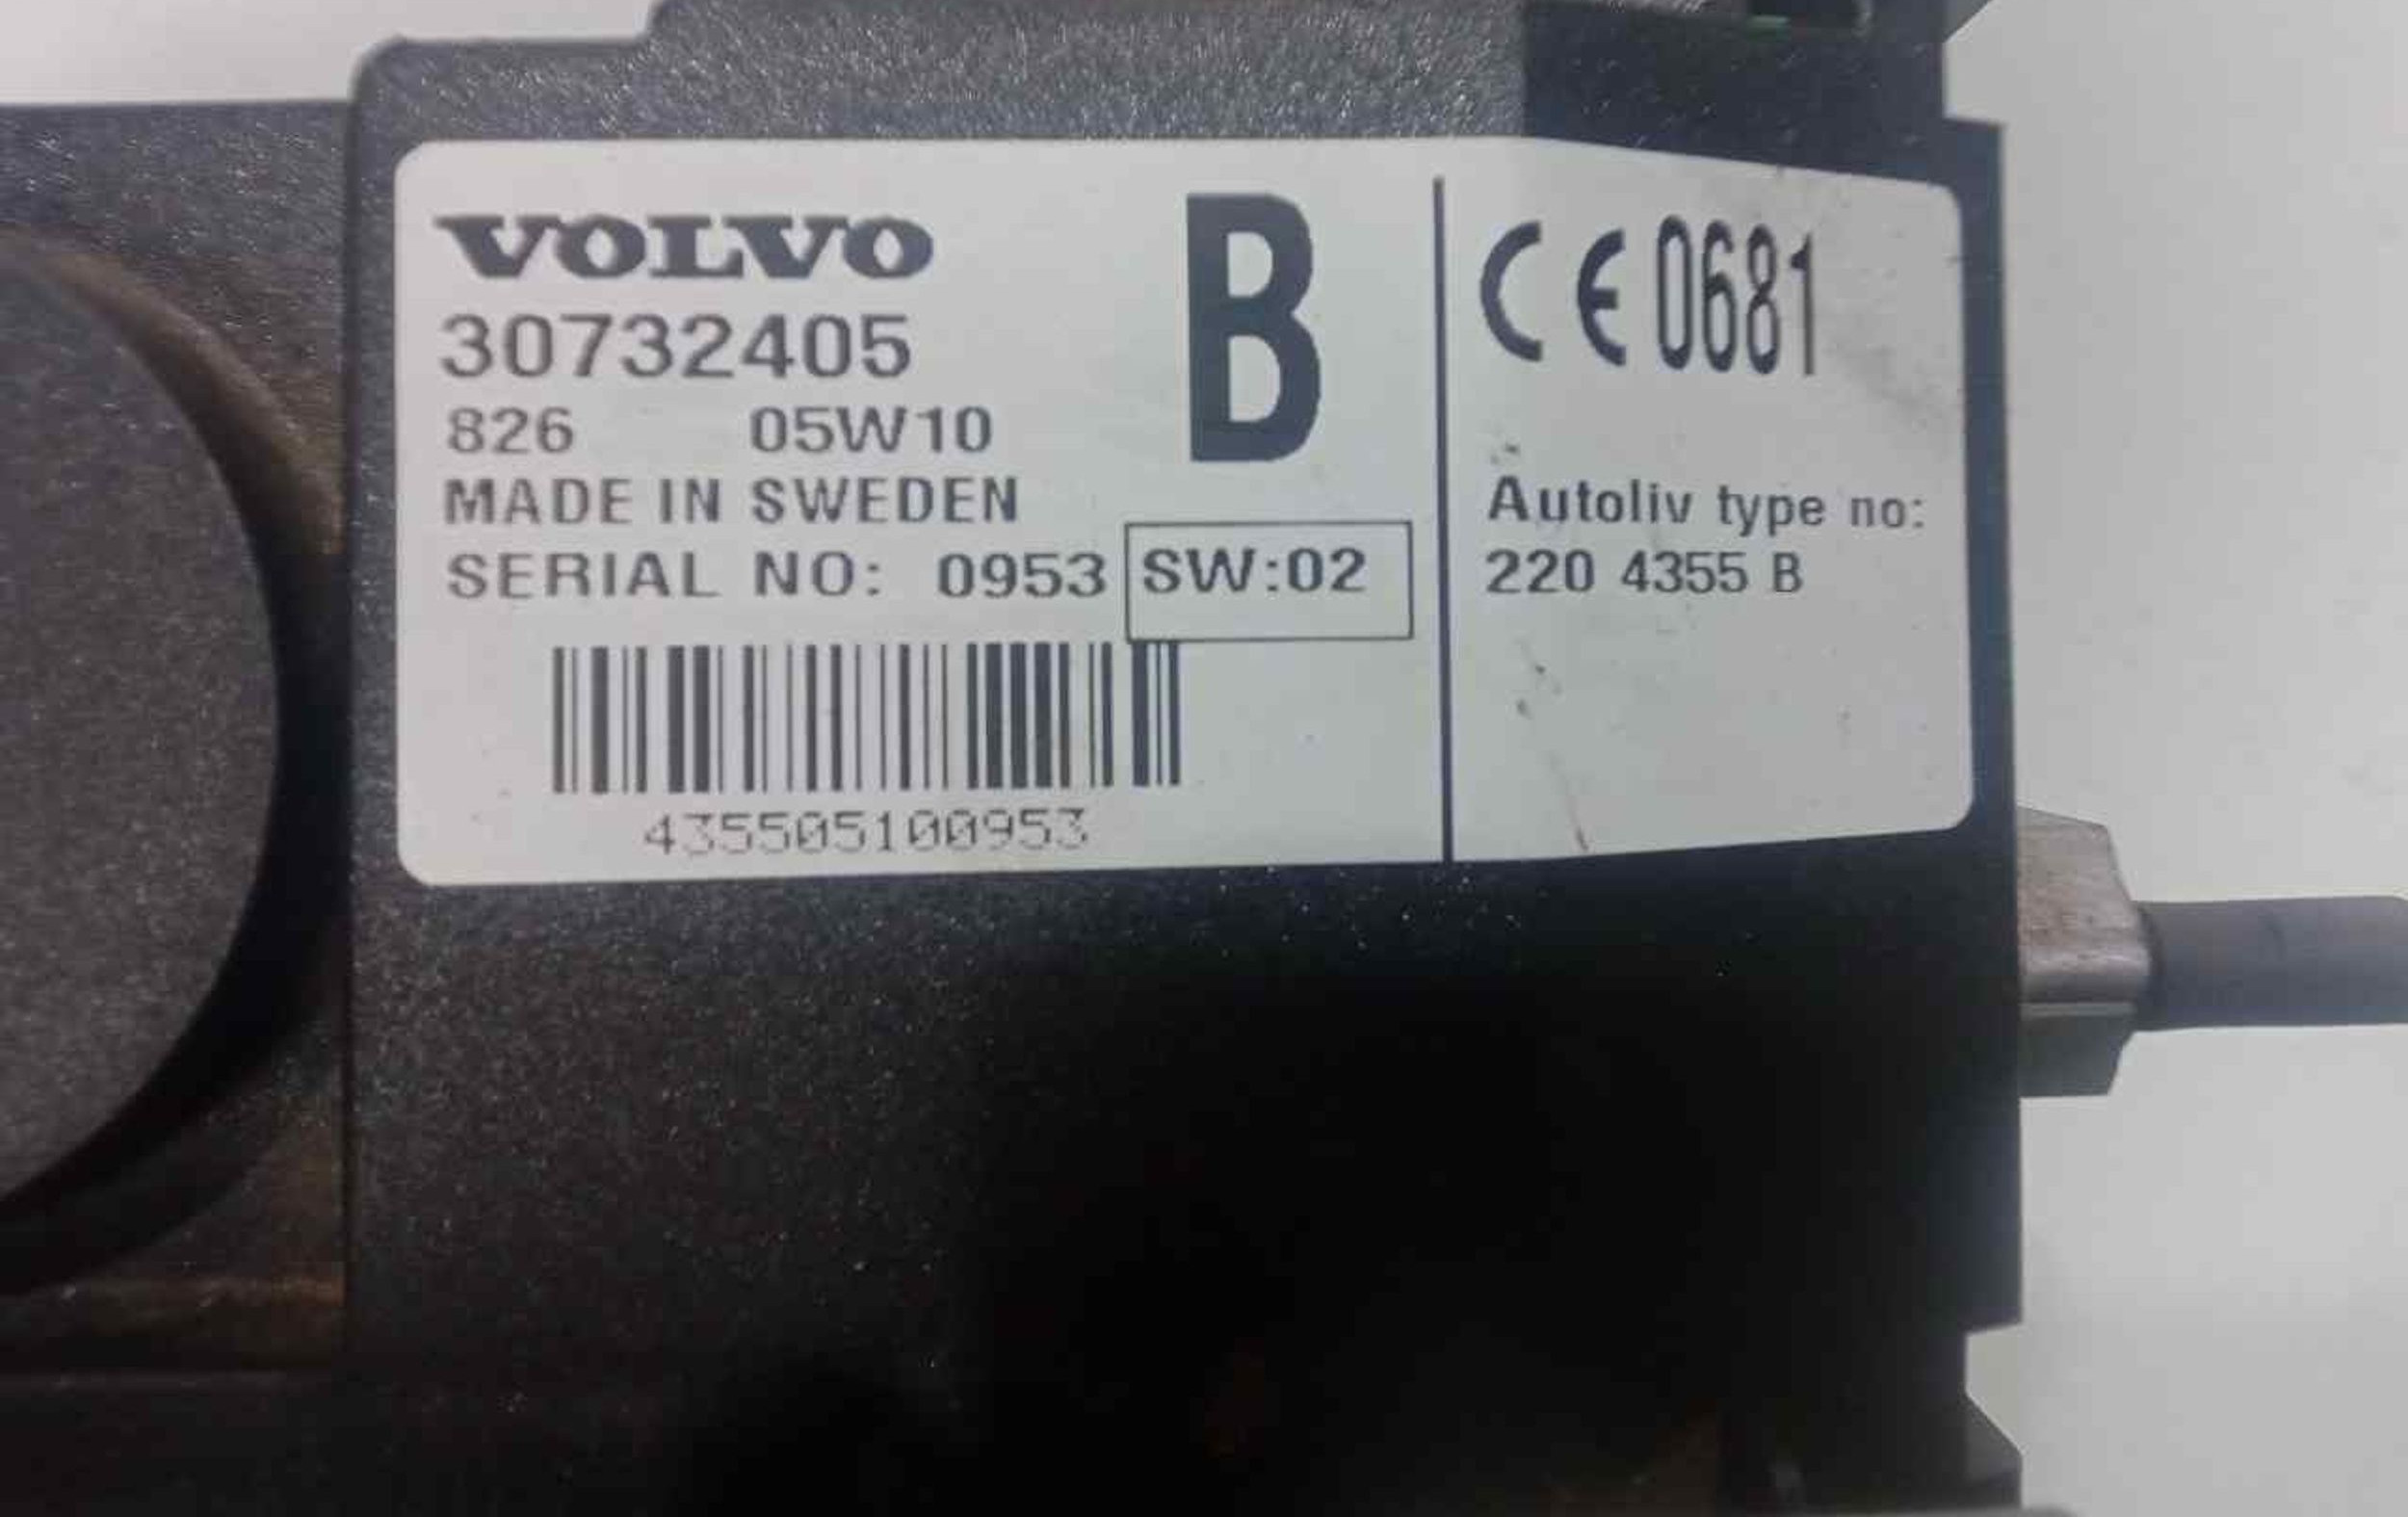 VOLVO
30732405
826 05W10
MADE IN SWEDEN
SERIAL NO: 0953 SW:02
435505100953
B
CE 0681
Autoliv type no:
220 4355 B